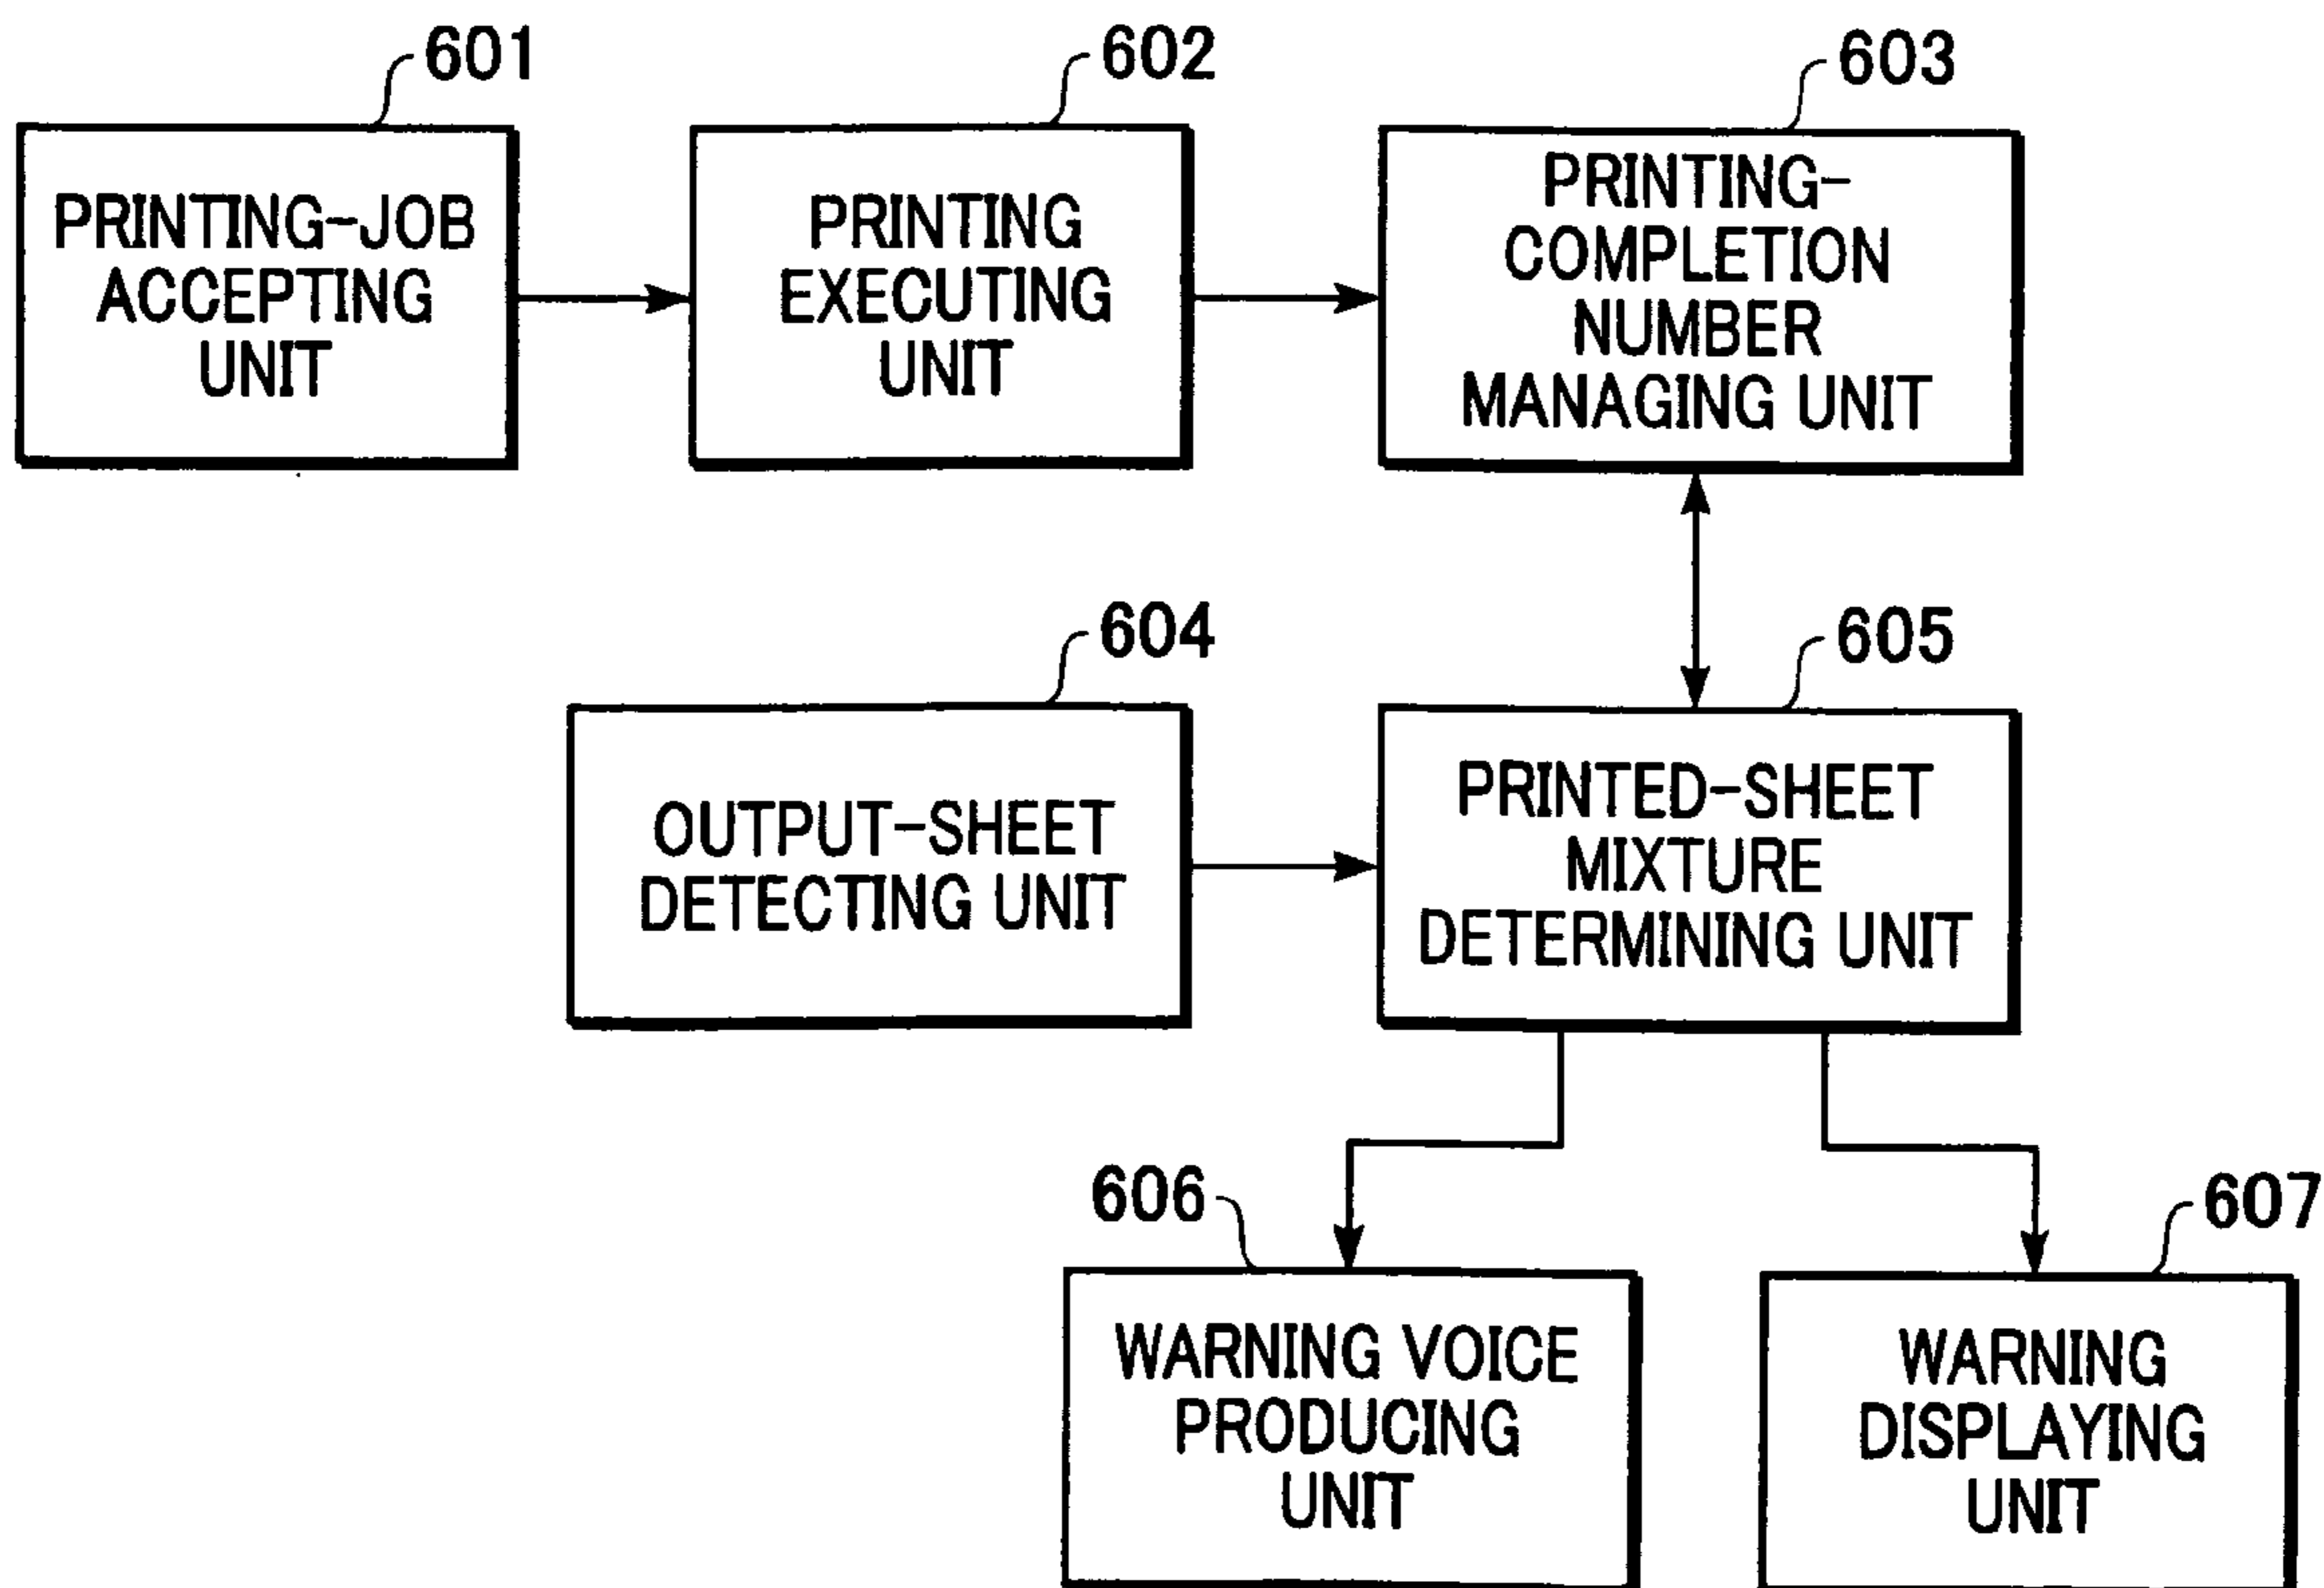 601
PRINTING-JOB
ACCEPTING
UNIT
602
PRINTING
EXECUTING
UNIT
603
PRINTING-
COMPLETION
NUMBER
MANAGING UNIT
604
OUTPUT-SHEET
DETECTING UNIT
605
PRINTED-SHEET
MIXTURE
DETERMINING UNIT
606
WARNING VOICE
PRODUCING
UNIT
607
WARNING
DISPLAYING
UNIT